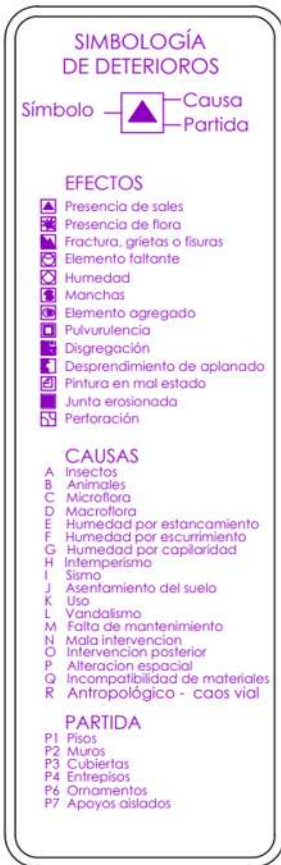 SIMBOLOGÍA
DE DETERIOROS
Símbolo
Causa
Partida
EFECTOS
Presencia de sales
Presencia de flora
Fractura, grietas o fisuras
Elemento faltante
Humedad
Manchas
Elemento agregado
Pulvurulencia
Disgregación
Desprendimiento de aplanado
Pintura en mal estado
Junta erosionada
Perforación
CAUSAS
A Insectos
B Animales
C Microflora
D Macroflora
E Humedad por estancamiento
F Humedad por escurrimiento
G Humedad por capilaridad
H Intemperismo
I Sismo
J Asentamiento del suelo
K Uso
L Vandalismo
M Falta de mantenimiento
N Mala intervencion
O Intervencion posterior
P Alteracion espacial
Q Incompatibilidad de materiales
R Antropológico - caos vial
PARTIDA
P1 Pisos
P2 Muros
P3 Cubiertas
P4 Entrepisos
P6 Ornamentos
P7 Apoyos aislados